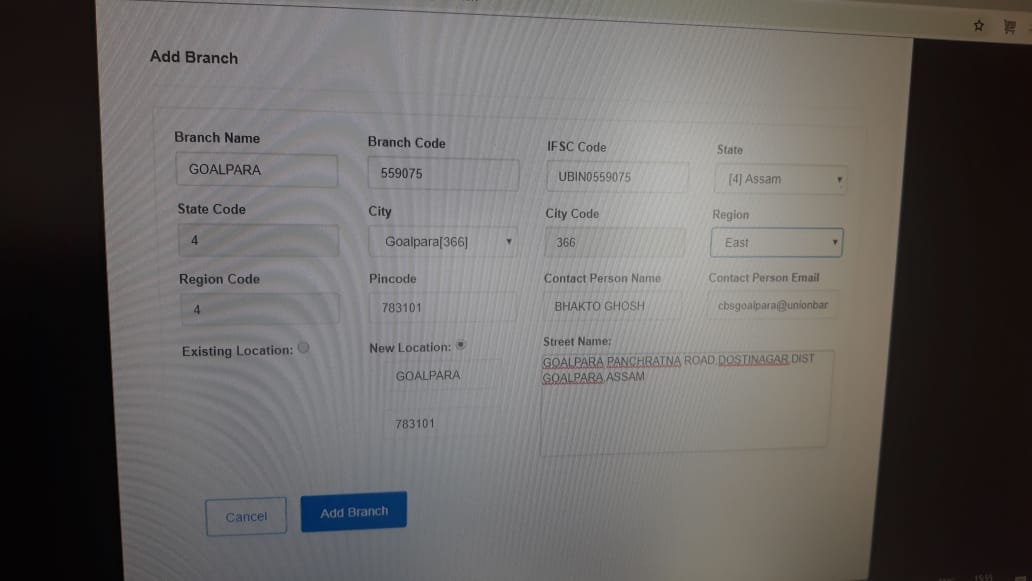 Add Branch
Branch Name
Branch Code
IFSC Code
State
GOALPARA
559075
UBIN0559075
[4] Assam
State Code
City
City Code
Region
4
Goalpara[366]
366
East
Region Code
Pincode
Contact Person Name
Contact Person Email
4
783101
BHAKTO GHOSH
cbsgoalpara@unionbar
Existing Location:
New Location:
Street Name:
GOALPARA
GOALPARA PANCHRATNA ROAD,DOSTINAGAR DIST
GOALPARA ASSAM
783101
Cancel
Add Branch